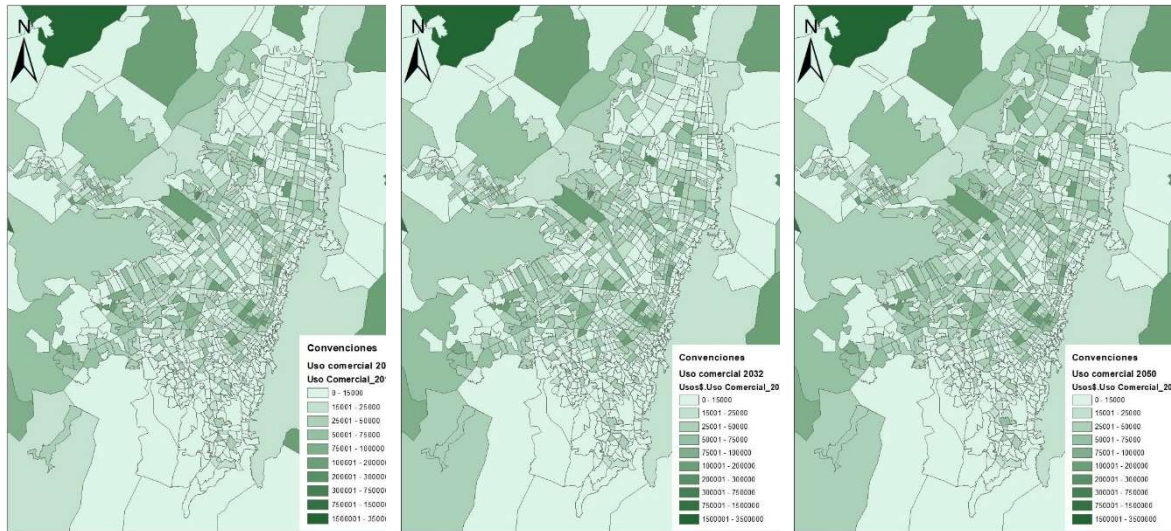 N
Convenciones
Uso comercial 20
Uso Comercial_20
0 - 15000
15001 - 25000
25001 - 50000
50001 - 75000
75001 - 100000
100001 - 20000
200001 - 30000
300001 - 75000
750001 - 15000
1500001 - 3500
N
Convenciones
Uso comercial 2032
Usos$.Uso Comercial_20
0 - 15000
15001 - 25000
25001 - 50000
50001 - 75000
75001 - 100000
100001 - 200000
200001 - 300000
300001 - 750000
750001 - 1500000
1500001 - 3500000
N
Convenciones
Uso comercial 2050
Usos$.Uso Comercial_20
0 - 15000
15001 - 25000
25001 - 50000
50001 - 75000
75001 - 100000
100001 - 200000
200001 - 300000
300001 - 750000
750001 - 1500000
1500001 - 3500000